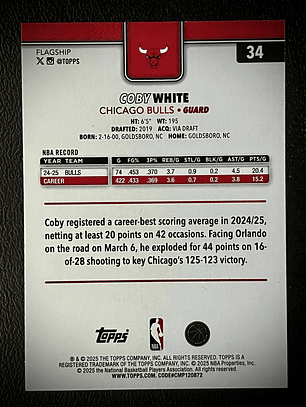 FLAGSHIP
@TOPPS
34
COBY WHITE
CHICAGO BULLS • GUARD
HT: 6'5" WT: 195
DRAFTED: 2019 ACQ: VIA DRAFT
BORN: 2-16-00, GOLDSBORO, NC HOME: GOLDSBORO, NC
NBA RECORD
YEAR TEAM G FG% 3P% REB/G STL/G BLK/G AST/G PTS/G
24-25 BULLS 74 .453 .370 3.7 0.9 0.2 4.5 20.4
CAREER 422 .433 .369 3.6 0.7 0.2 3.8 15.2
Coby registered a career-best scoring average in 2024/25,
netting at least 20 points on 42 occasions. Facing Orlando
on the road on March 6, he exploded for 44 points on 16-
of-28 shooting to key Chicago's 125-123 victory.
Topps
NBA
® & © 2025 THE TOPPS COMPANY, INC. ALL RIGHTS RESERVED. TOPPS IS A
REGISTERED TRADEMARK OF THE TOPPS COMPANY, INC. © 2025 NBA Properties, Inc.
© 2025 the National Basketball Players Association. All rights reserved.
WWW.TOPPS.COM. CODE#CMP120872